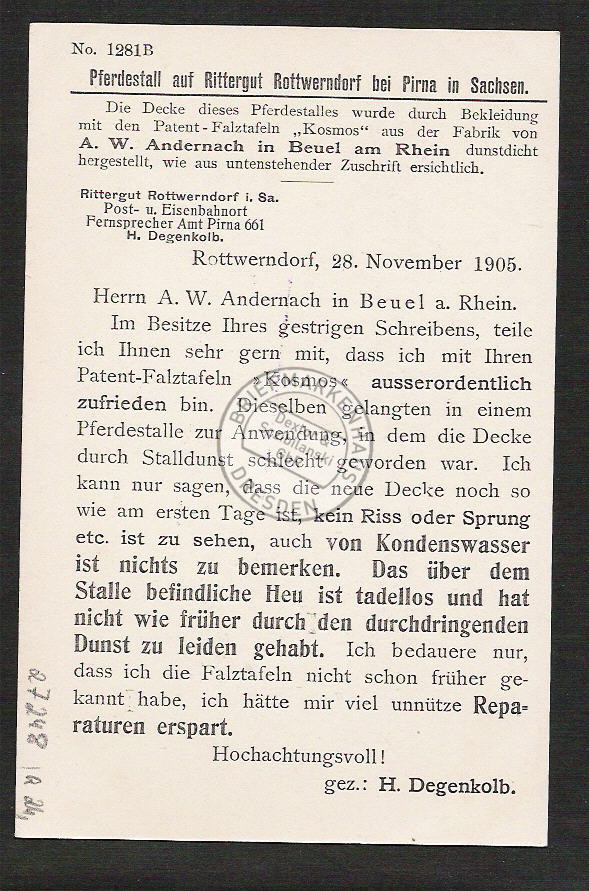 No. 1281B
Pferdestall auf Rittergut Rottwerndorf bei Pirna in Sachsen.
Die Decke dieses Pferdestalles wurde durch Bekleidung
mit den Patent-Falztafeln „Kosmos“ aus der Fabrik von
A. W. Andernach in Beuel am Rhein dunstdicht
hergestellt, wie aus untenstehender Zuschrift ersichtlich.
Rittergut Rottwerndorf i. Sa.
Post- u. Eisenbahnort
Fernsprecher Amt Pirna 661
H. Degenkolb.
Rottwerndorf, 28. November 1905.
Herrn A. W. Andernach in Beuel a. Rhein.
Im Besitze Ihres gestrigen Schreibens, teile
ich Ihnen sehr gern mit, dass ich mit Ihren
Patent-Falztafeln »Kosmos« ausserordentlich
zufrieden bin. Dieselben gelangten in einem
Pferdestalle zur Anwendung, in dem die Decke
durch Stalldunst schlecht geworden war. Ich
kann nur sagen, dass die neue Decke noch so
wie am ersten Tage ist, kein Riss oder Sprung
etc. ist zu sehen, auch von Kondenswasser
ist nichts zu bemerken. Das über dem
Stalle befindliche Heu ist tadellos und hat
nicht wie früher durch den durchdringenden
Dunst zu leiden gehabt. Ich bedauere nur,
dass ich die Falztafeln nicht schon früher ge-
kannt habe, ich hätte mir viel unnütze Repa-
raturen erspart.
Hochachtungsvoll!
gez.: H. Degenkolb.
BRIEFMARKENHAUS
DRESDEN